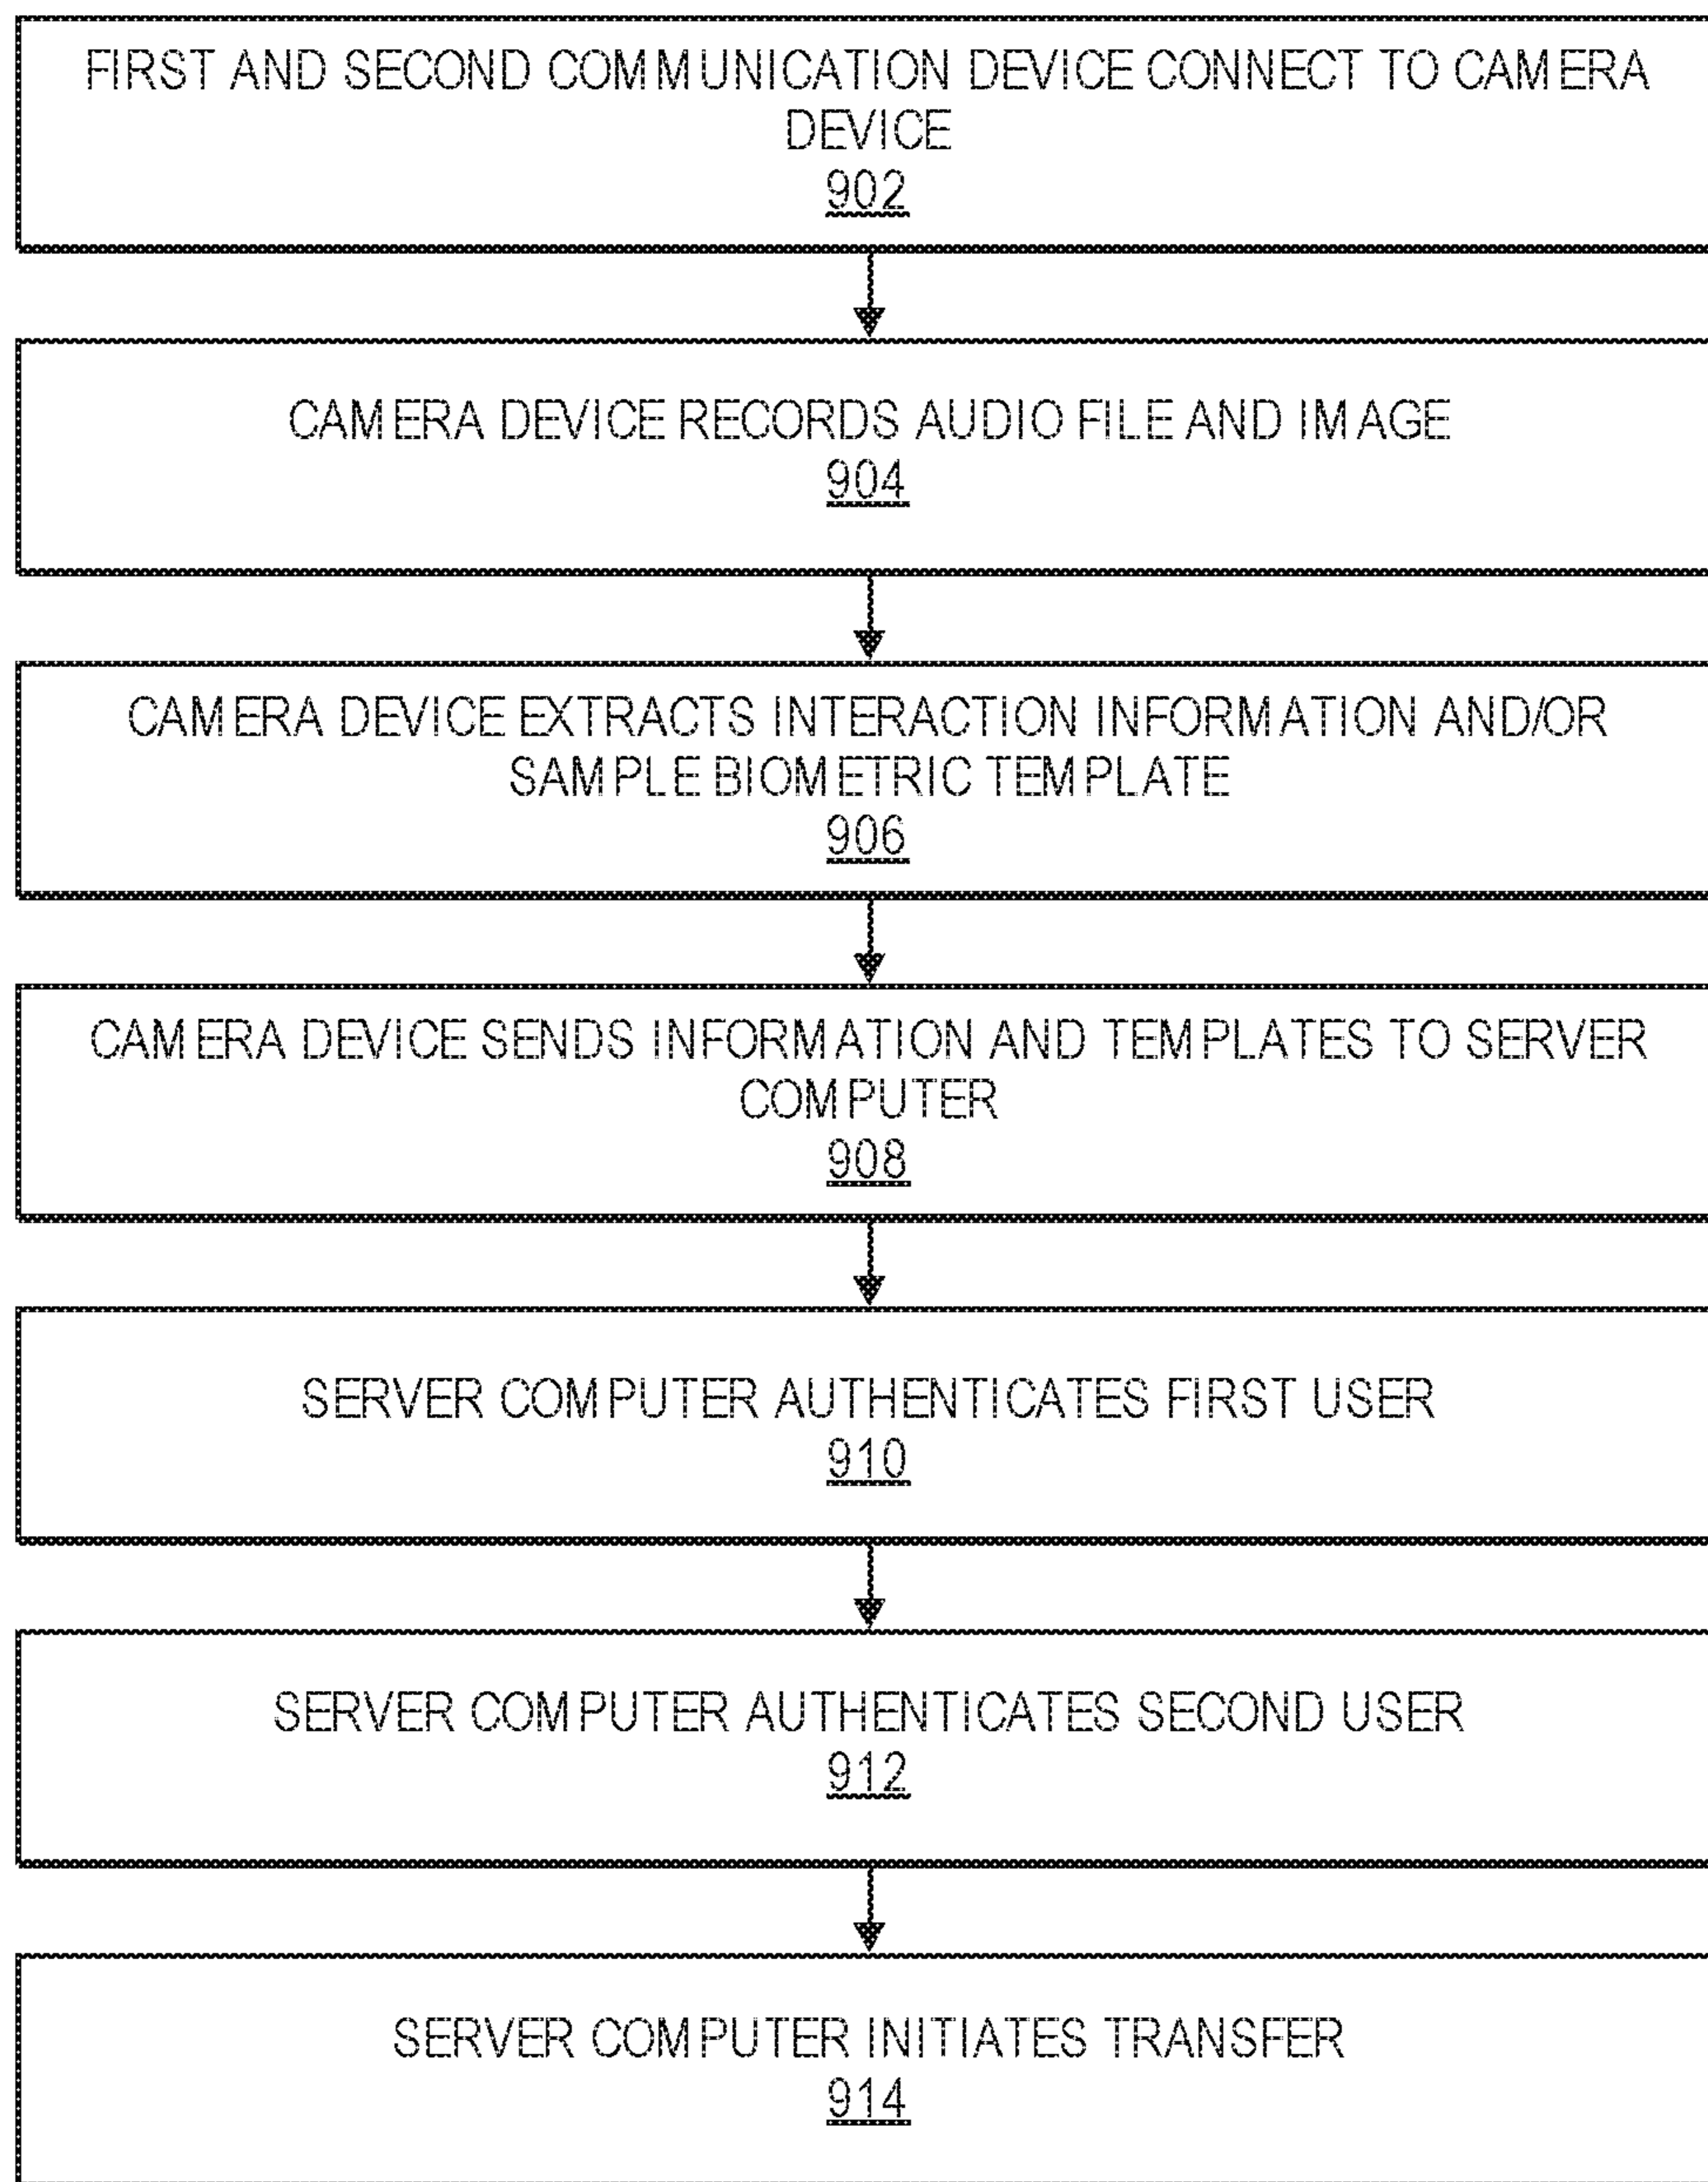 FIRST AND SECOND COMMUNICATION DEVICE CONNECT TO CAMERA
DEVICE
902
CAMERA DEVICE RECORDS AUDIO FILE AND IMAGE
904
CAMERA DEVICE EXTRACTS INTERACTION INFORMATION AND/OR
SAMPLE BIOMETRIC TEMPLATE
906
CAMERA DEVICE SENDS INFORMATION AND TEMPLATES TO SERVER
COMPUTER
908
SERVER COMPUTER AUTHENTICATES FIRST USER
910
SERVER COMPUTER AUTHENTICATES SECOND USER
912
SERVER COMPUTER INITIATES TRANSFER
914